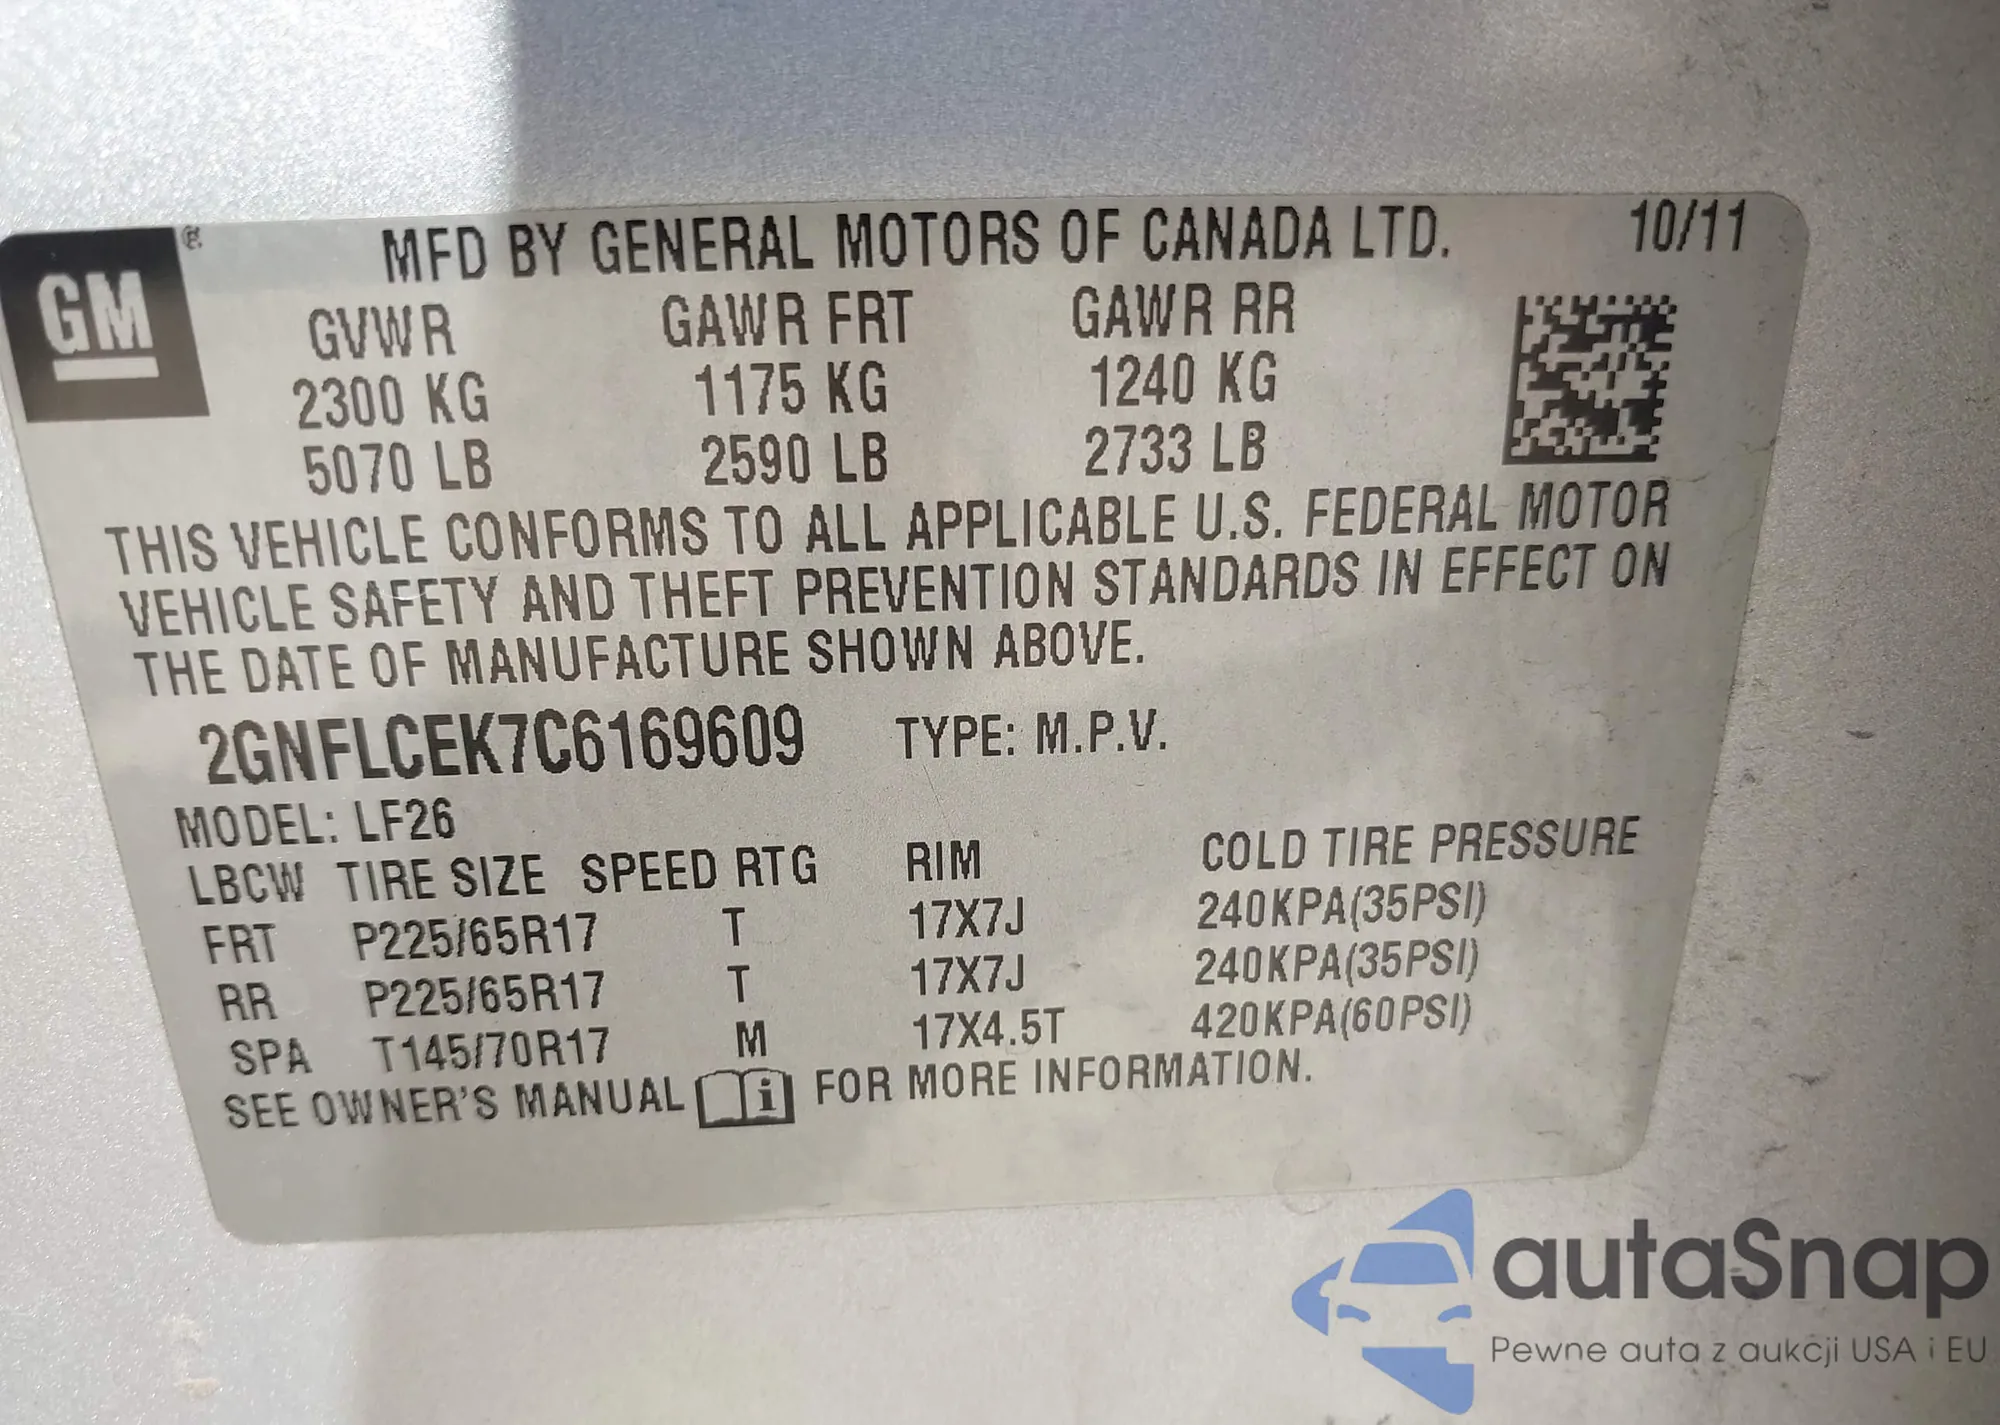 GM ®
MFD BY GENERAL MOTORS OF CANADA LTD. 10/11
GVWR GAWR FRT GAWR RR
2300 KG 1175 KG 1240 KG
5070 LB 2590 LB 2733 LB
THIS VEHICLE CONFORMS TO ALL APPLICABLE U.S. FEDERAL MOTOR
VEHICLE SAFETY AND THEFT PREVENTION STANDARDS IN EFFECT ON
THE DATE OF MANUFACTURE SHOWN ABOVE.
2GNFLCEK7C6169609 TYPE: M.P.V.
MODEL: LF26
LBCW TIRE SIZE SPEED RTG RIM COLD TIRE PRESSURE
FRT P225/65R17 T 17X7J 240KPA(35PSI)
RR P225/65R17 T 17X7J 240KPA(35PSI)
SPA T145/70R17 M 17X4.5T 420KPA(60PSI)
SEE OWNER'S MANUAL i FOR MORE INFORMATION.
autaSnap
Pewne auta z aukcji USA i EU